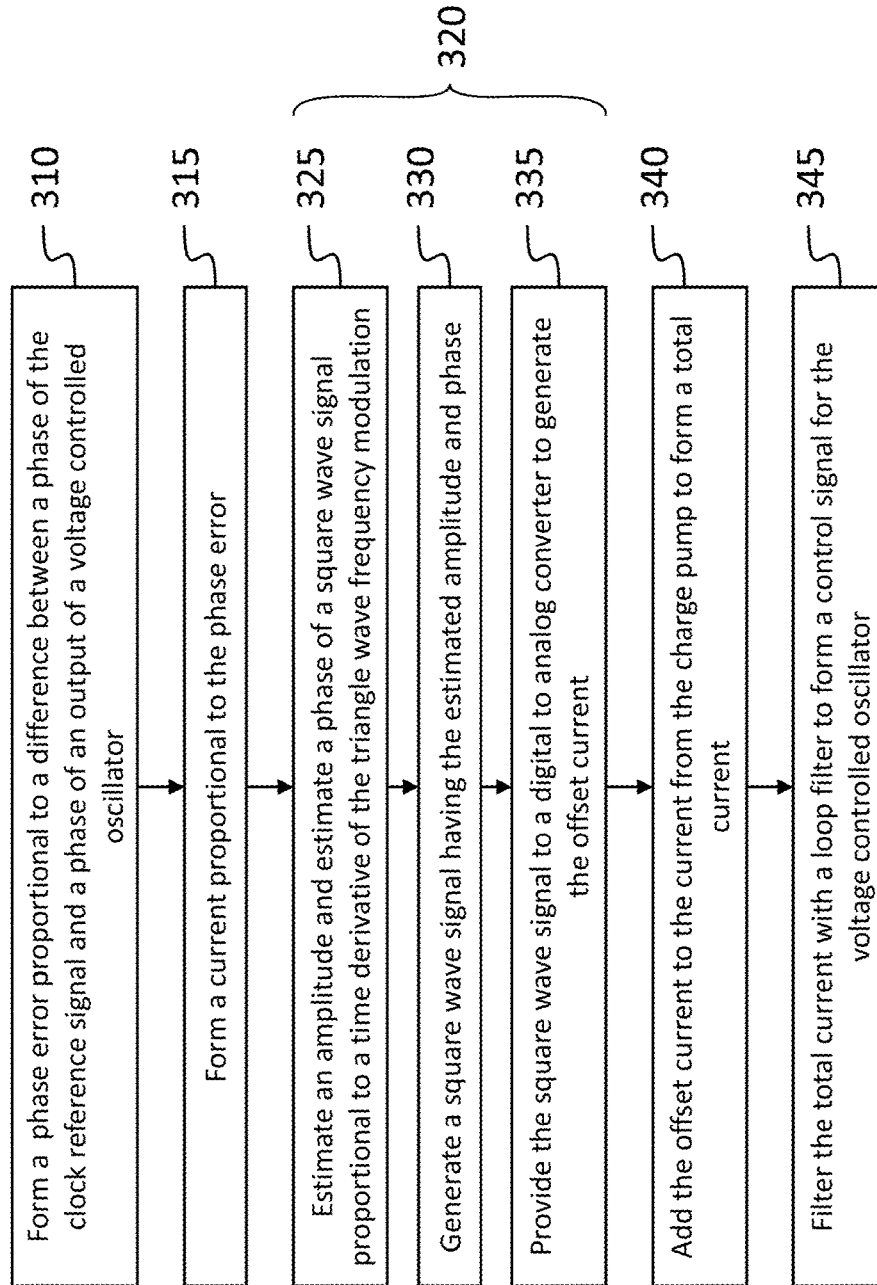 Form a phase error proportional to a difference between a phase of the
clock reference signal and a phase of an output of a voltage controlled
oscillator
310
Form a current proportional to the phase error
315
Estimate an amplitude and estimate a phase of a square wave signal
proportional to a time derivative of the triangle wave frequency modulation
325
Generate a square wave signal having the estimated amplitude and phase
330
Provide the square wave signal to a digital to analog converter to generate
the offset current
335
320
Add the offset current to the current from the charge pump to form a total
current
340
Filter the total current with a loop filter to form a control signal for the
voltage controlled oscillator
345